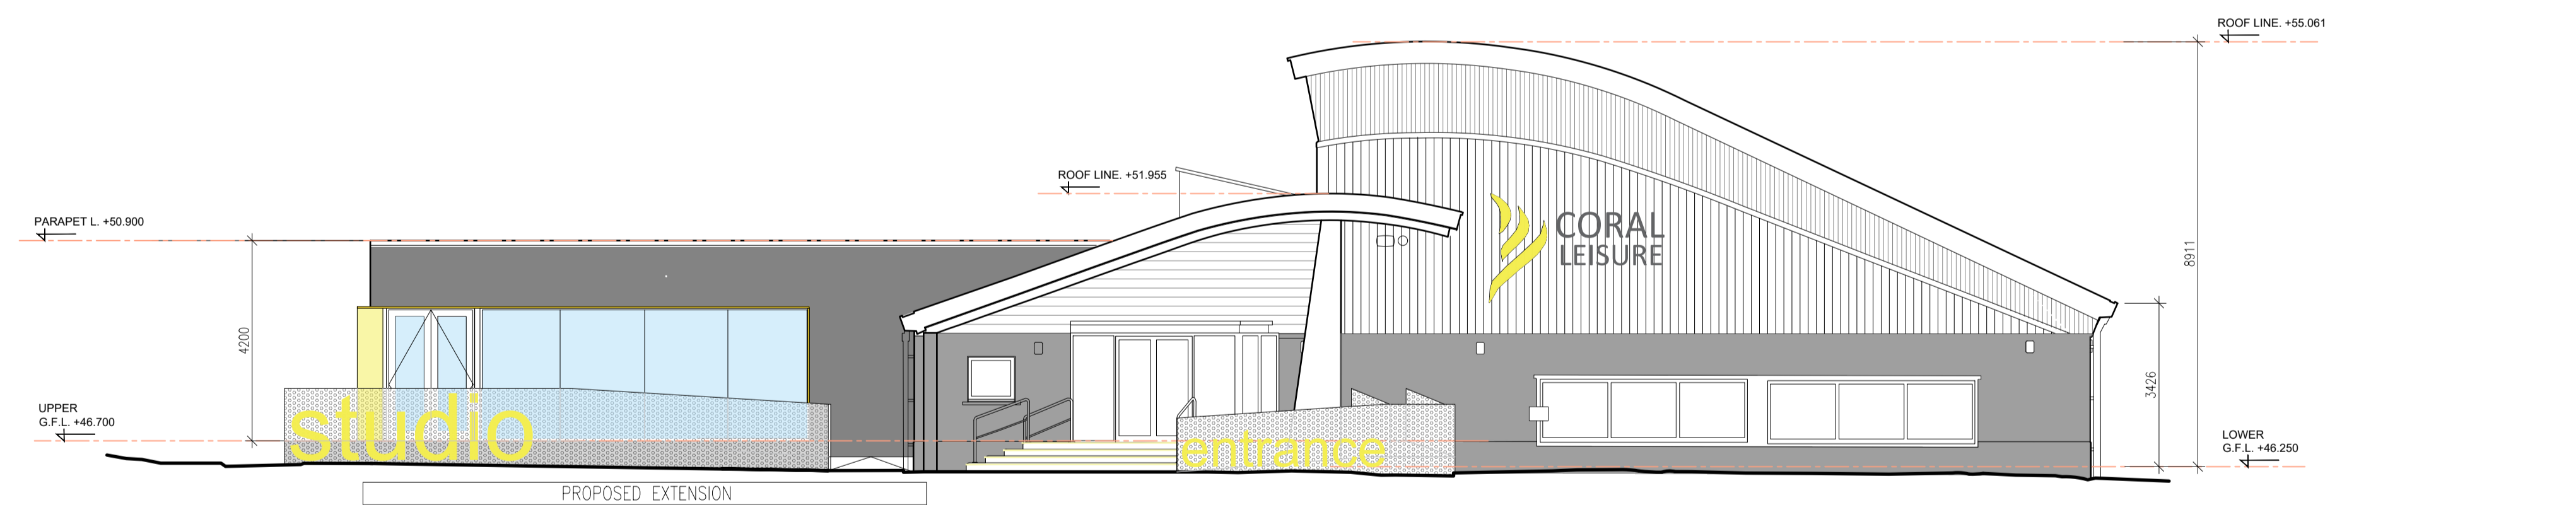 ROOF LINE. +55.061
ROOF LINE. +51.955
PARAPET L. +50.900
CORAL
LEISURE
8911
4200
3426
UPPER
G.F.L. +46.700
studio
entrance
LOWER
G.F.L. +46.250
PROPOSED EXTENSION